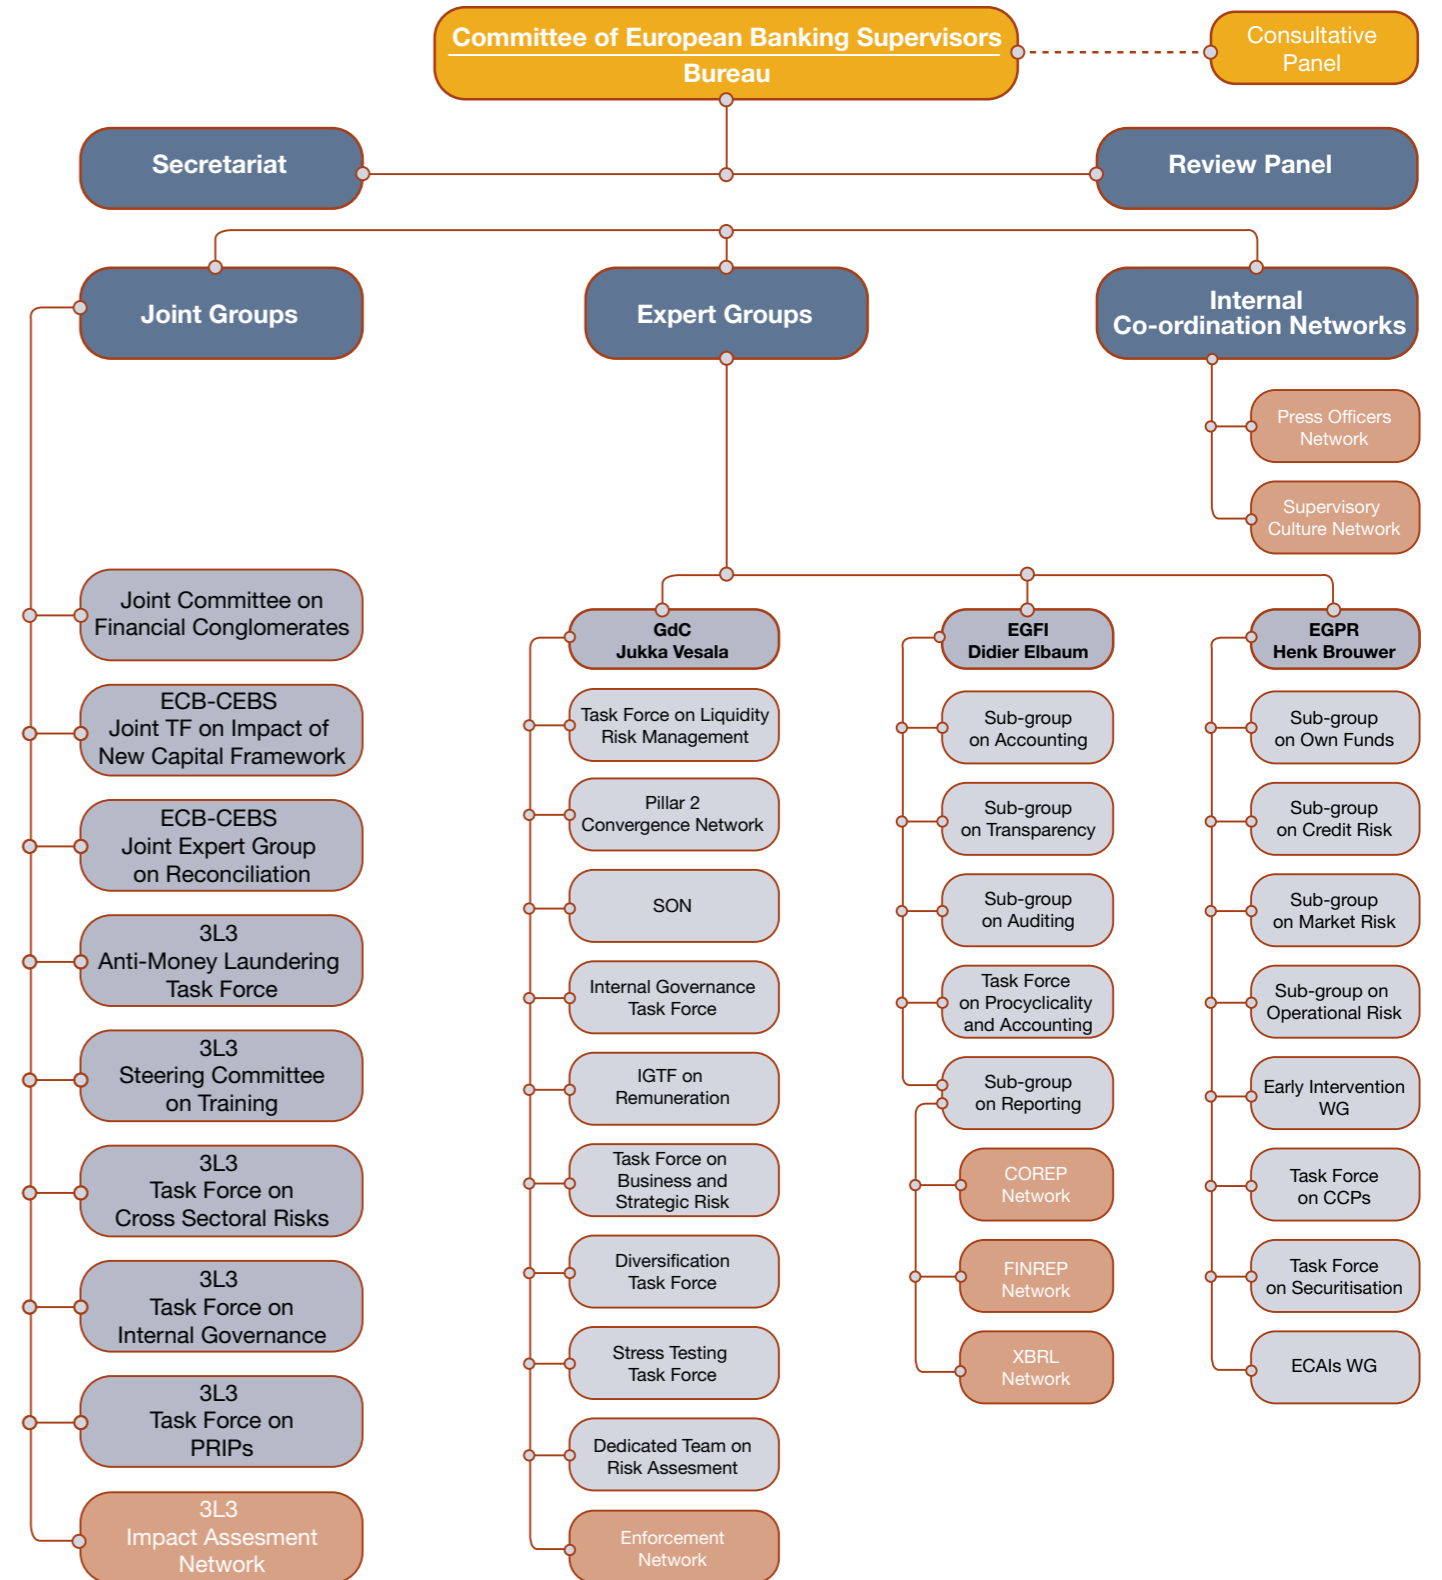 Committee of European Banking Supervisors
Bureau
Consultative
Panel
Secretariat
Review Panel
Joint Groups
Expert Groups
Internal
Co-ordination Networks
Press Officers
Network
Supervisory
Culture Network
Joint Committee on
Financial Conglomerates
ECB-CEBS
Joint TF on Impact of
New Capital Framework
ECB-CEBS
Joint Expert Group
on Reconciliation
3L3
Anti-Money Laundering
Task Force
3L3
Steering Committee
on Training
3L3
Task Force on
Cross Sectoral Risks
3L3
Task Force on
Internal Governance
3L3
Task Force on
PRIPs
3L3
Impact Assesment
Network
GdC
Jukka Vesala
Task Force on Liquidity
Risk Management
Pillar 2
Convergence Network
SON
Internal Governance
Task Force
IGTF on
Remuneration
Task Force on
Business and
Strategic Risk
Diversification
Task Force
Stress Testing
Task Force
Dedicated Team on
Risk Assesment
Enforcement
Network
EGFI
Didier Elbaum
Sub-group
on Accounting
Sub-group
on Transparency
Sub-group
on Auditing
Task Force
on Procyclicality
and Accounting
Sub-group
on Reporting
COREP
Network
FINREP
Network
XBRL
Network
EGPR
Henk Brouwer
Sub-group
on Own Funds
Sub-group
on Credit Risk
Sub-group
on Market Risk
Sub-group on
Operational Risk
Early Intervention
WG
Task Force
on CCPs
Task Force
on Securitisation
ECAIs WG